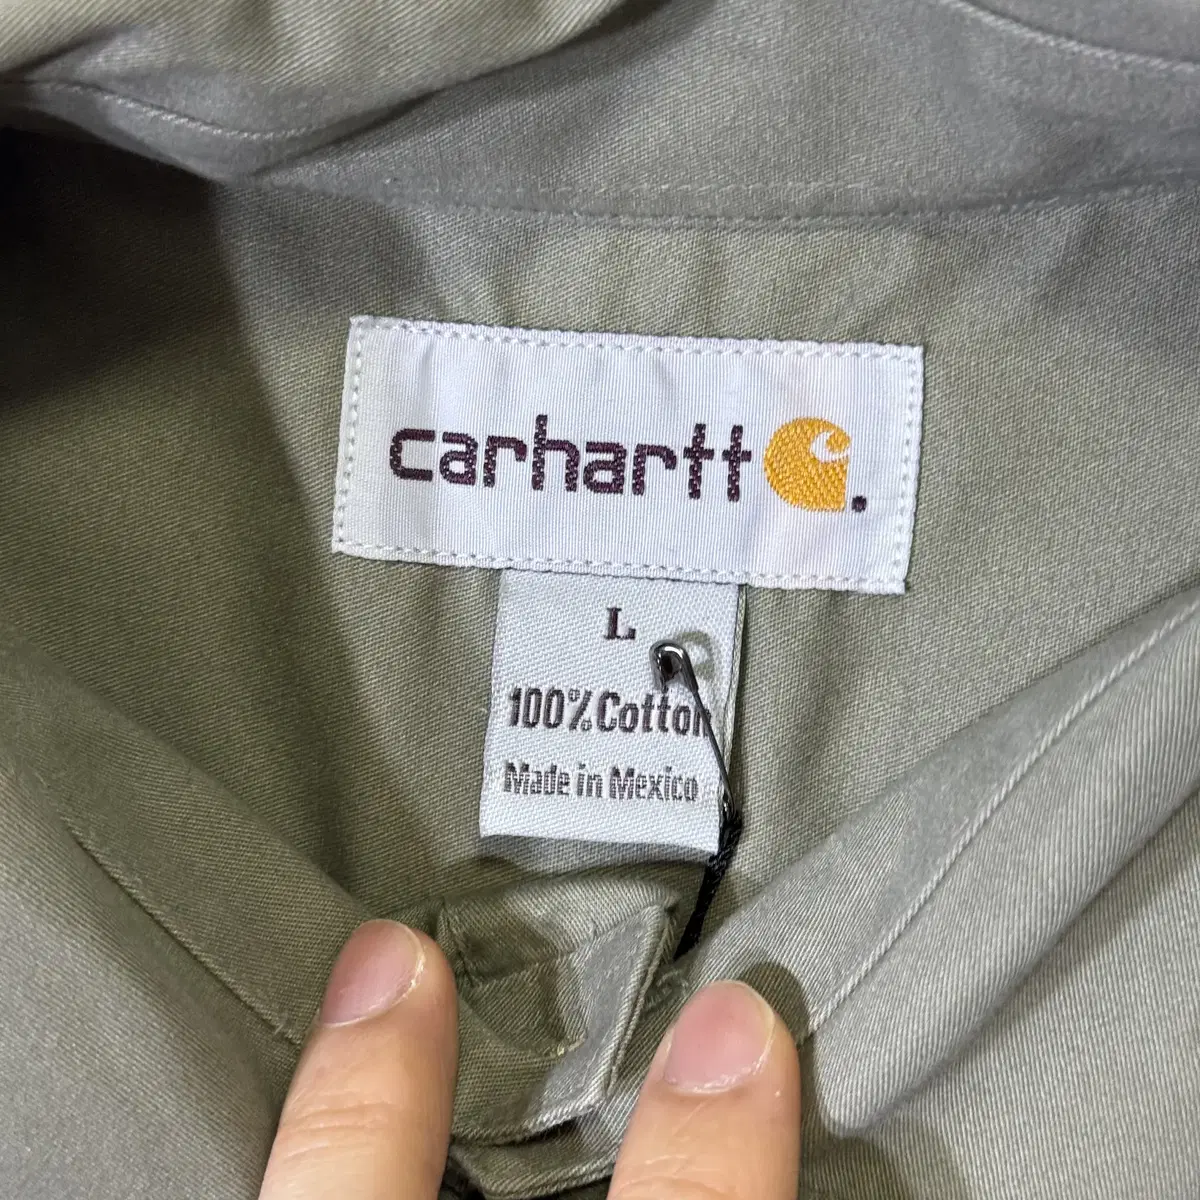 carhartt.
L
100% Cotton
Made in Mexico